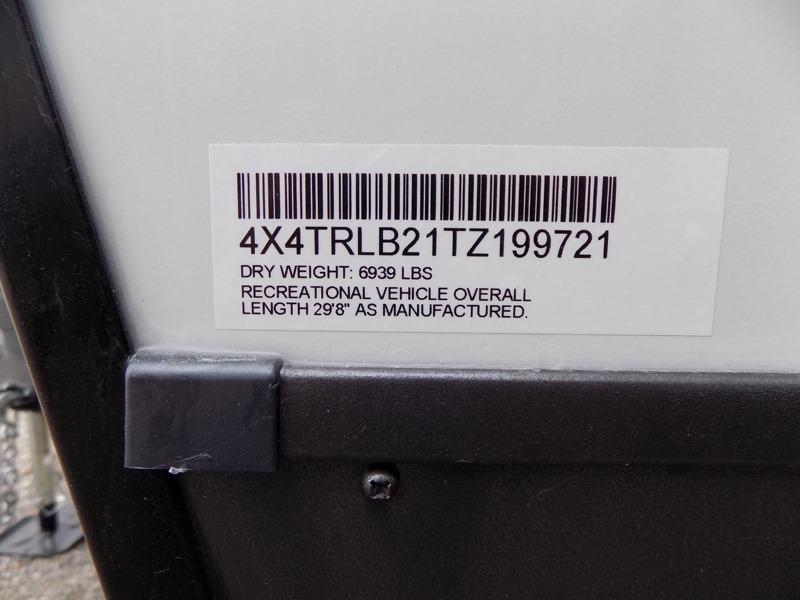 4X4TRLB21TZ199721
DRY WEIGHT: 6939 LBS
RECREATIONAL VEHICLE OVERALL
LENGTH 29'8" AS MANUFACTURED.